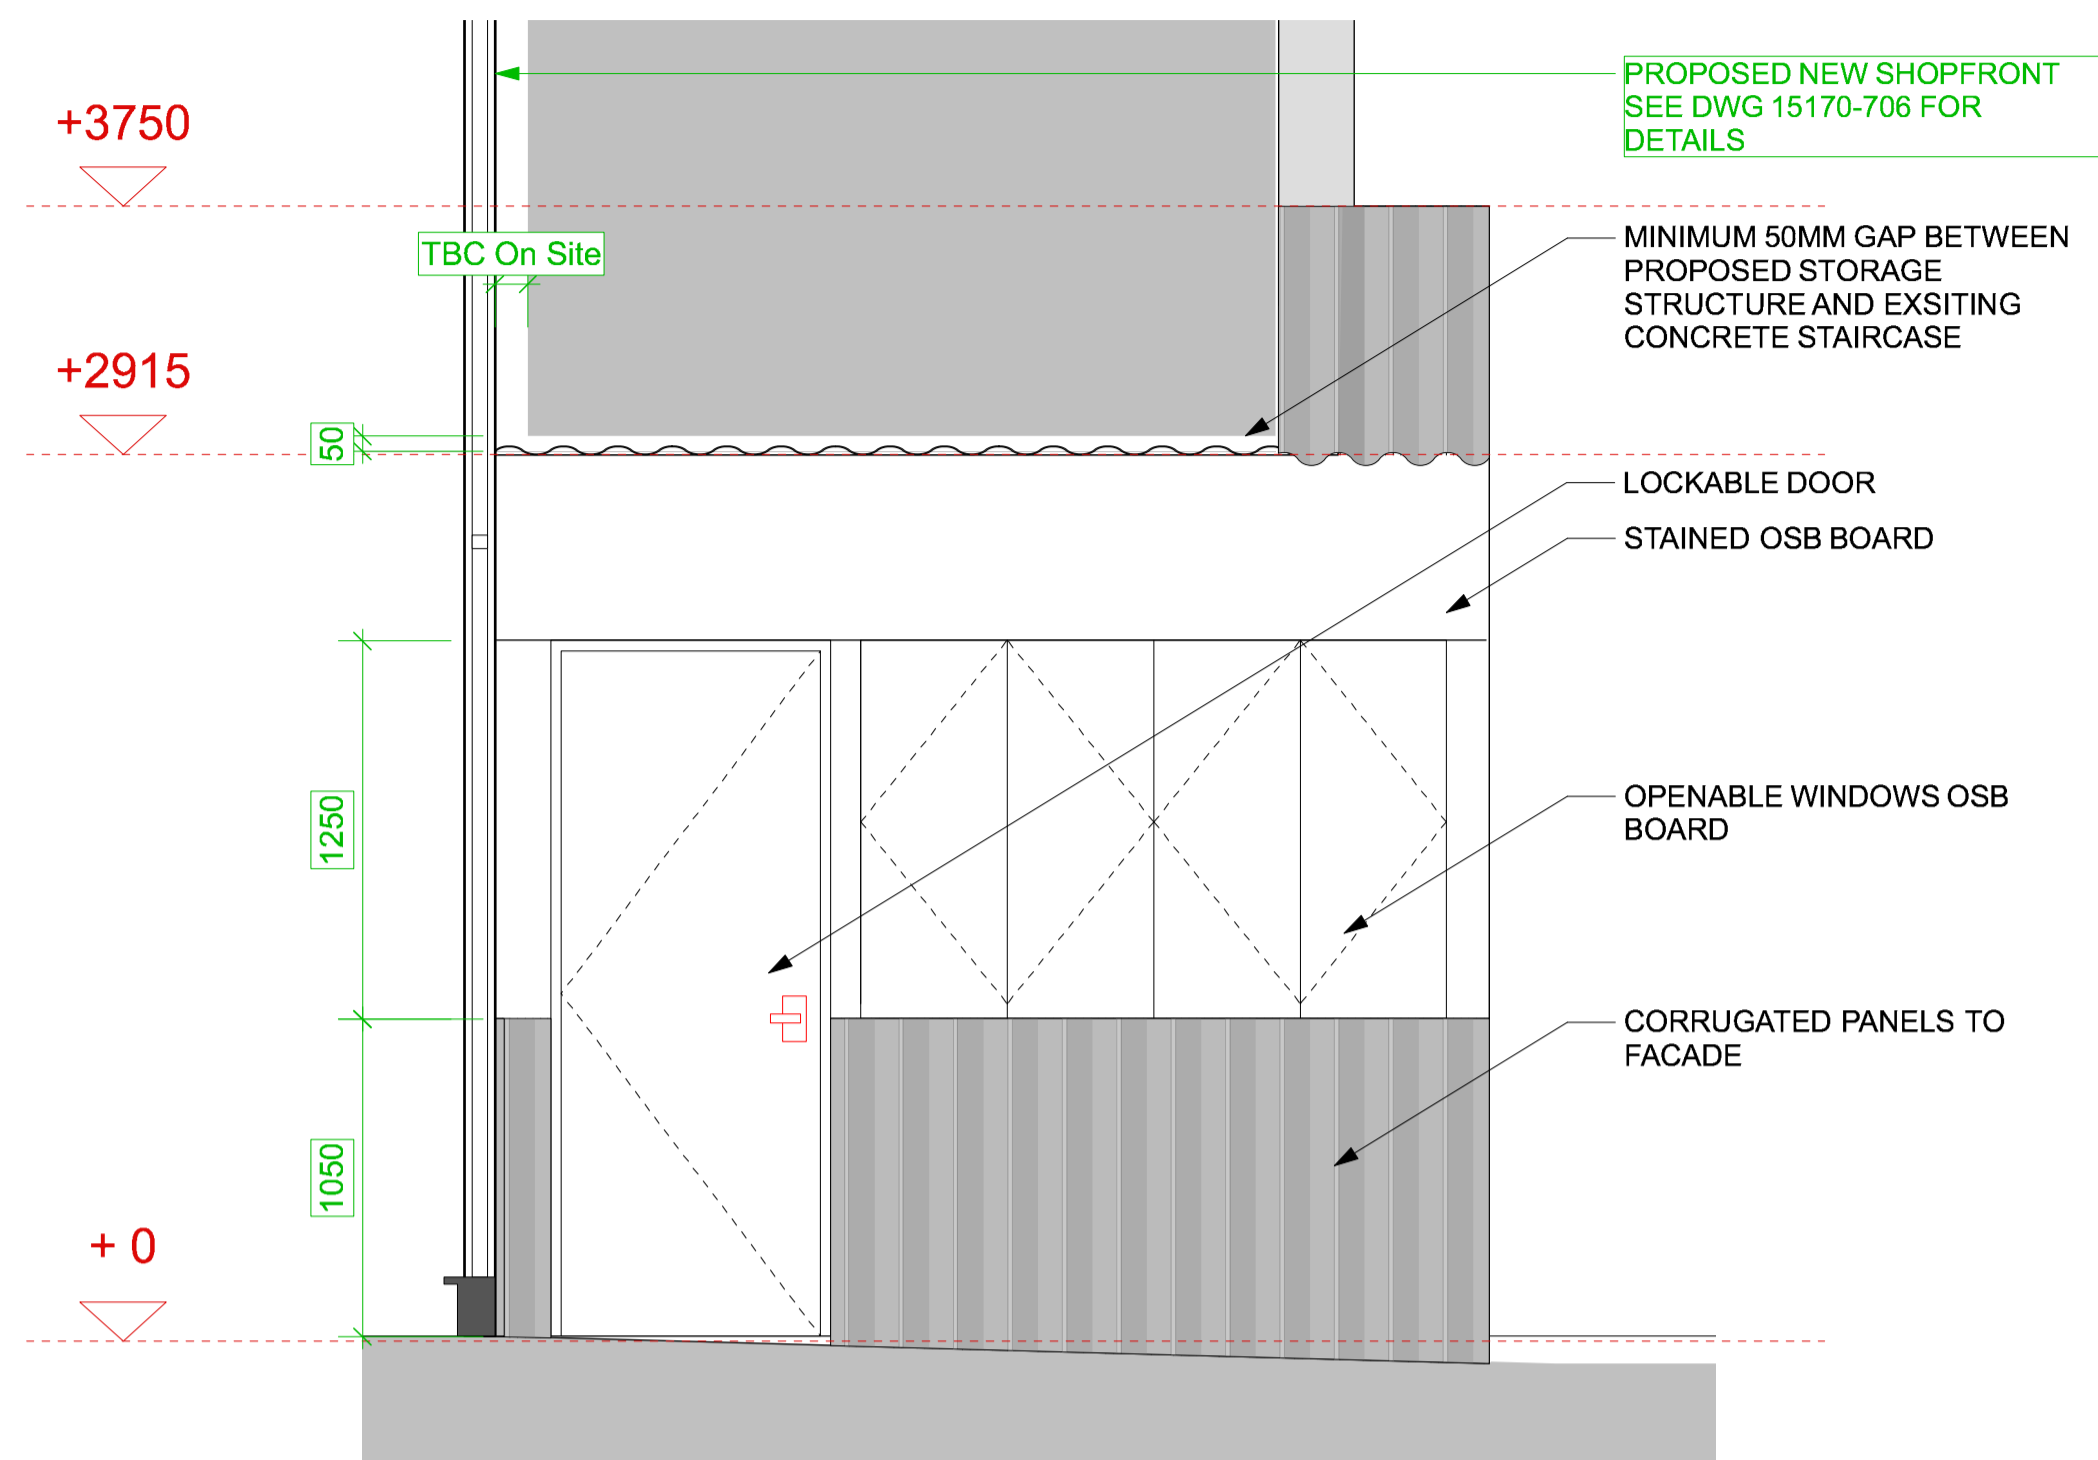 PROPOSED NEW SHOPFRONT
SEE DWG 15170-706 FOR
DETAILS
+3750
TBC On Site
MINIMUM 50MM GAP BETWEEN
PROPOSED STORAGE
STRUCTURE AND EXSITING
CONCRETE STAIRCASE
+2915
50
LOCKABLE DOOR
STAINED OSB BOARD
1250
OPENABLE WINDOWS OSB
BOARD
CORRUGATED PANELS TO
FACADE
1050
+ 0